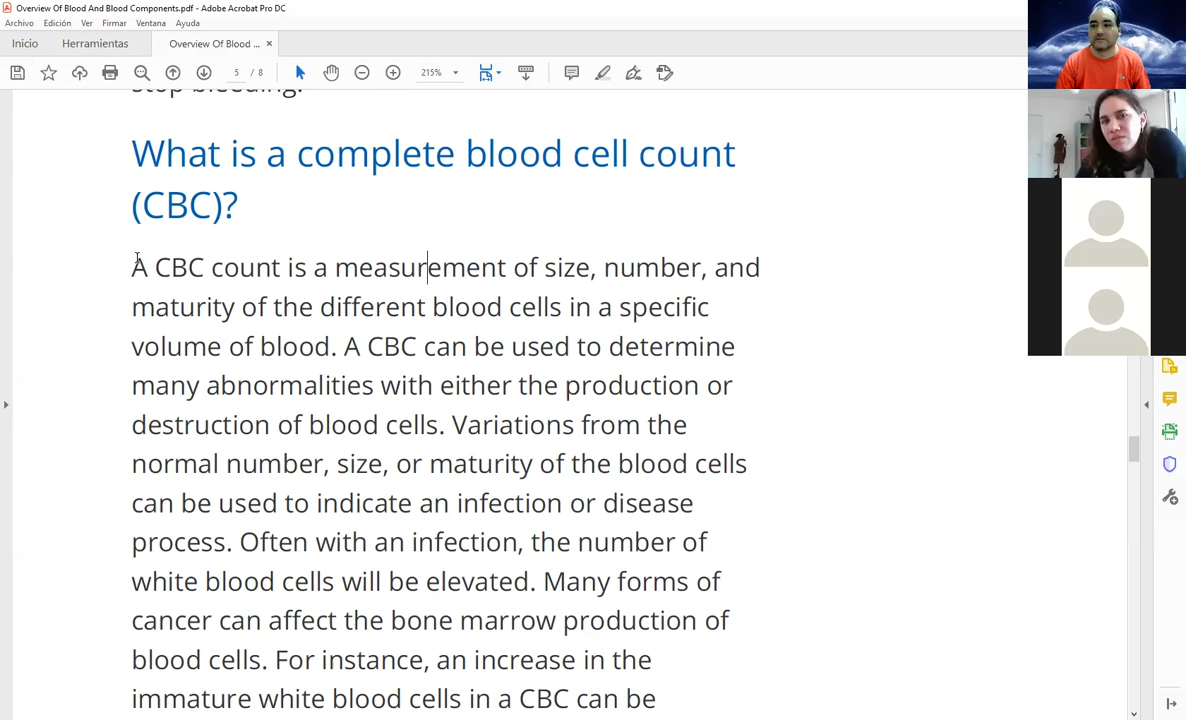 Overview Of Blood And Blood Components.pdf - Adobe Acrobat Pro DC
Archivo Edición Ver Firmar Ventana Ayuda
Inicio Herramientas Overview Of Blood ... ×
5 / 8 215%
stop bleeding.
What is a complete blood cell count
(CBC)?
A CBC count is a measurement of size, number, and
maturity of the different blood cells in a specific
volume of blood. A CBC can be used to determine
many abnormalities with either the production or
destruction of blood cells. Variations from the
normal number, size, or maturity of the blood cells
can be used to indicate an infection or disease
process. Often with an infection, the number of
white blood cells will be elevated. Many forms of
cancer can affect the bone marrow production of
blood cells. For instance, an increase in the
immature white blood cells in a CBC can be